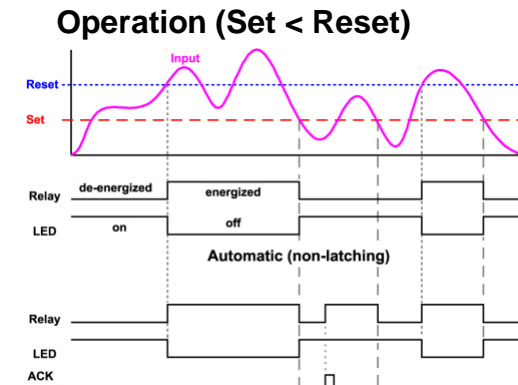 Operation (Set < Reset)
Input
Reset
Set
de-energized energized
Relay
on off
LED
Automatic (non-latching)
Relay
LED
ACK